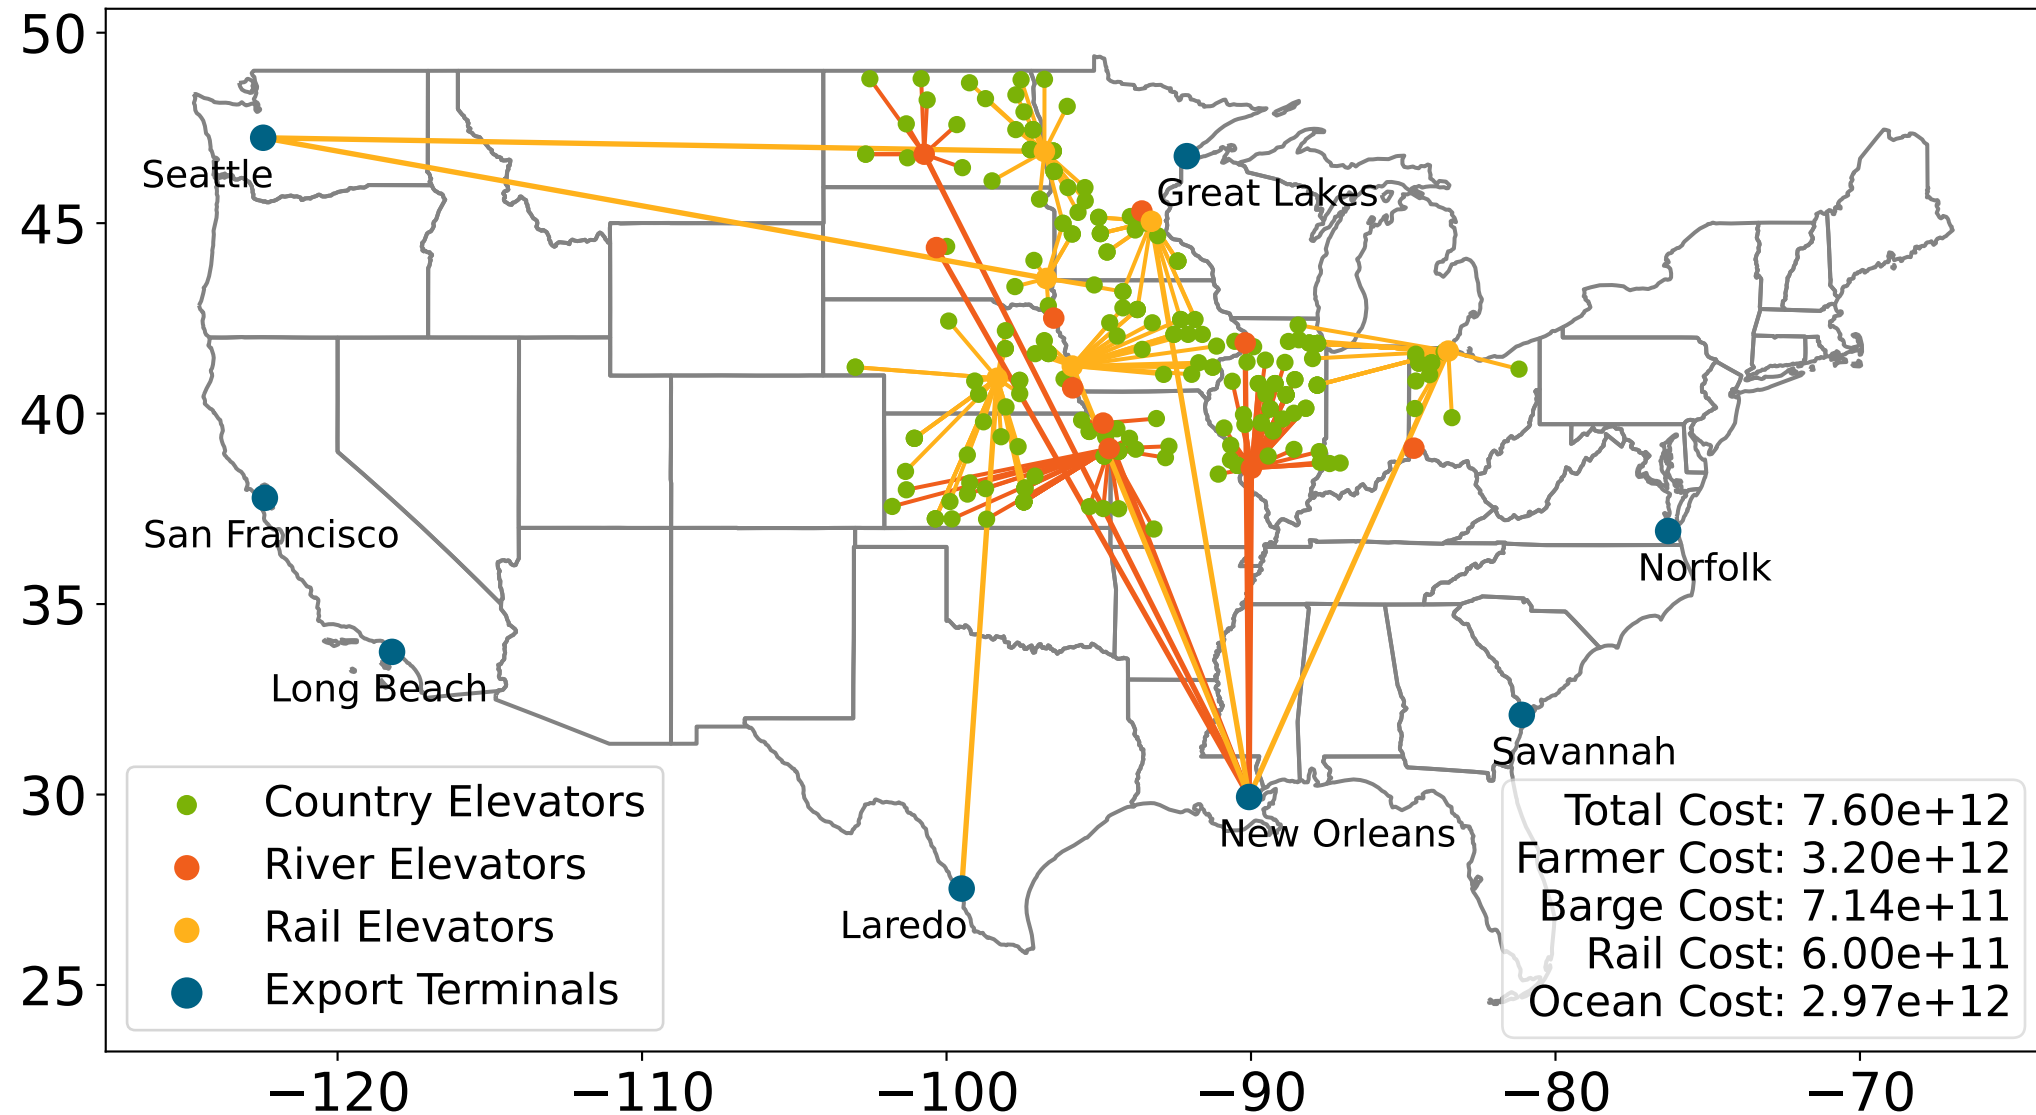 50
45
40
35
30
25
−120
−110
−100
−90
−80
−70
Seattle
Great Lakes
San Francisco
Norfolk
Long Beach
Savannah
New Orleans
Laredo
Country Elevators
River Elevators
Rail Elevators
Export Terminals
Total Cost: 7.60e+12
Farmer Cost: 3.20e+12
Barge Cost: 7.14e+11
Rail Cost: 6.00e+11
Ocean Cost: 2.97e+12